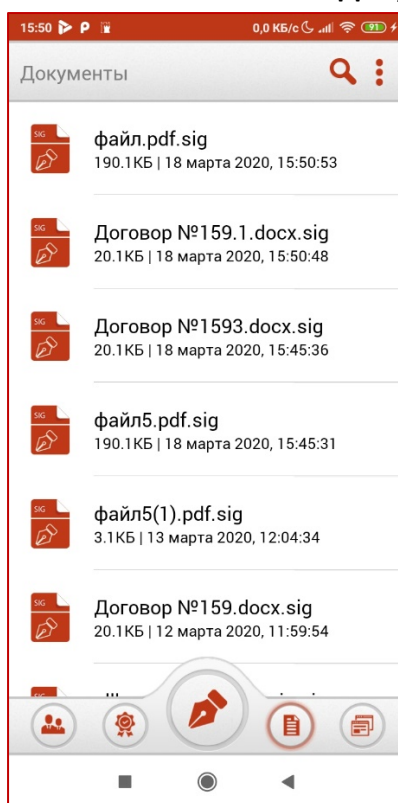 15:50 P 0,0 КБ/с 91
Документы
SIG
файл.pdf.sig
190.1КБ | 18 марта 2020, 15:50:53
SIG
Договор №159.1.docx.sig
20.1КБ | 18 марта 2020, 15:50:48
SIG
Договор №1593.docx.sig
20.1КБ | 18 марта 2020, 15:45:36
SIG
файл5.pdf.sig
190.1КБ | 18 марта 2020, 15:45:31
SIG
файл5(1).pdf.sig
3.1КБ | 13 марта 2020, 12:04:34
SIG
Договор №159.docx.sig
20.1КБ | 12 марта 2020, 11:59:54